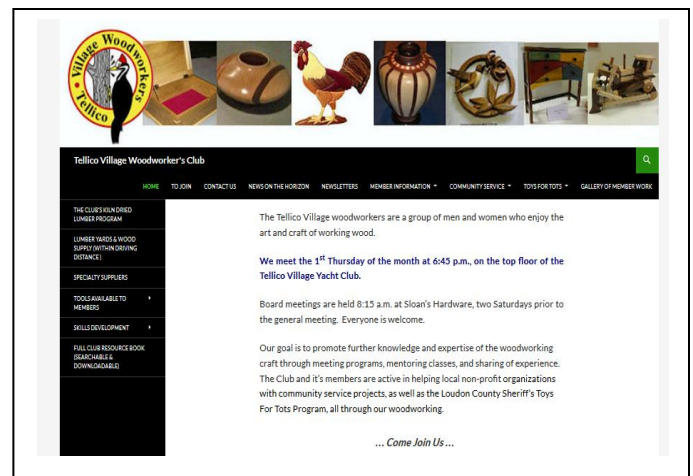 Village Woodworkers
Tellico
Tellico Village Woodworker's Club
HOME TO JOIN CONTACT US NEWS ON THE HORIZON NEWSLETTERS MEMBER INFORMATION COMMUNITY SERVICE TOYS FOR TOTS GALLERY OF MEMBER WORK
THE CLUB'S KILN DRIED
LUMBER PROGRAM
LUMBER YARDS & WOOD
SUPPLY (WITHIN DRIVING
DISTANCE )
SPECIALTY SUPPLIERS
TOOLS AVAILABLE TO
MEMBERS
SKILLS DEVELOPMENT
FULL CLUB RESOURCE BOOK
(SEARCHABLE &
DOWNLOADABLE)
The Tellico Village woodworkers are a group of men and women who enjoy the
art and craft of working wood.
We meet the 1st Thursday of the month at 6:45 p.m., on the top floor of the
Tellico Village Yacht Club.
Board meetings are held 8:15 a.m. at Sloan's Hardware, two Saturdays prior to
the general meeting. Everyone is welcome.
Our goal is to promote further knowledge and expertise of the woodworking
craft through meeting programs, mentoring classes, and sharing of experience.
The Club and it's members are active in helping local non-profit organizations
with community service projects, as well as the Loudon County Sheriff's Toys
For Tots Program, all through our woodworking.
... Come Join Us ...